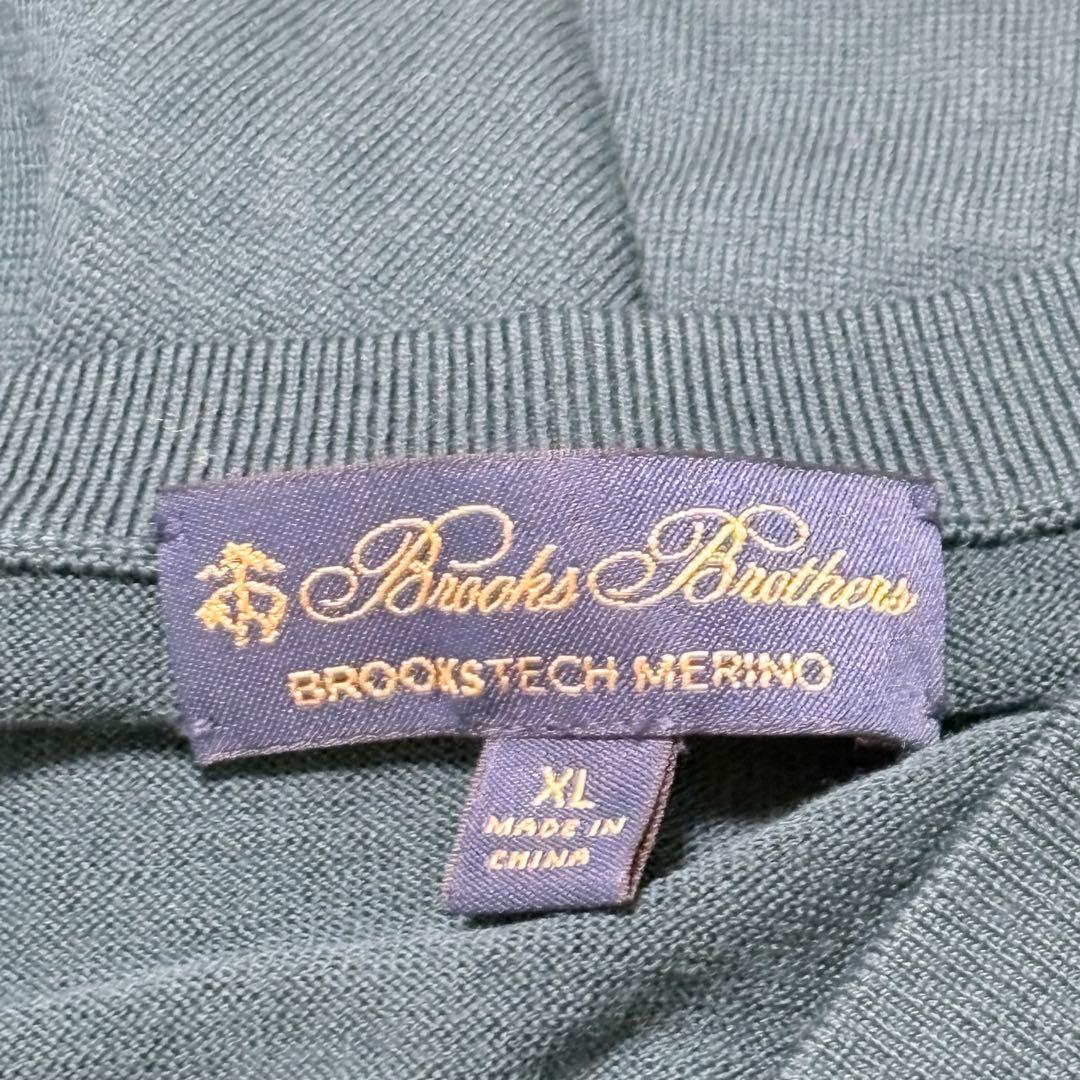 Brooks Brothers
BROOKSTECH MERINO
XL
MADE IN
CHINA